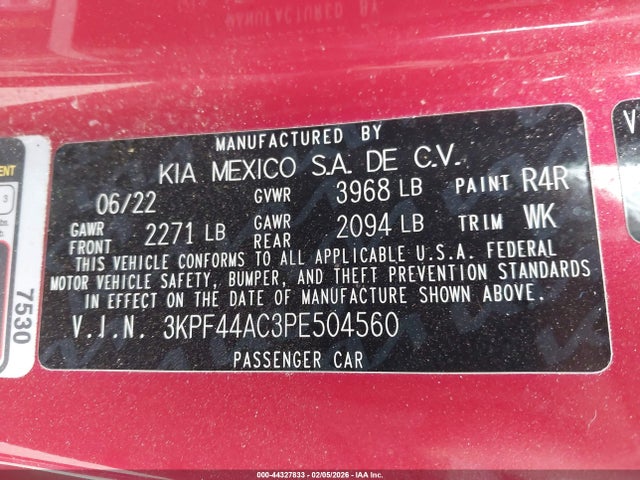 MANUFACTURED BY
KIA MEXICO S.A. DE C.V.
06/22 GVWR 3968 LB PAINT R4R
GAWR FRONT 2271 LB GAWR REAR 2094 LB TRIM WK
THIS VEHICLE CONFORMS TO ALL APPLICABLE U.S.A. FEDERAL
MOTOR VEHICLE SAFETY, BUMPER, AND THEFT PREVENTION STANDARDS
IN EFFECT ON THE DATE OF MANUFACTURE SHOWN ABOVE.
V.I.N. 3KPF44AC3PE504560
PASSENGER CAR
7530
000-44327833 - 02/05/2026 - IAA Inc.